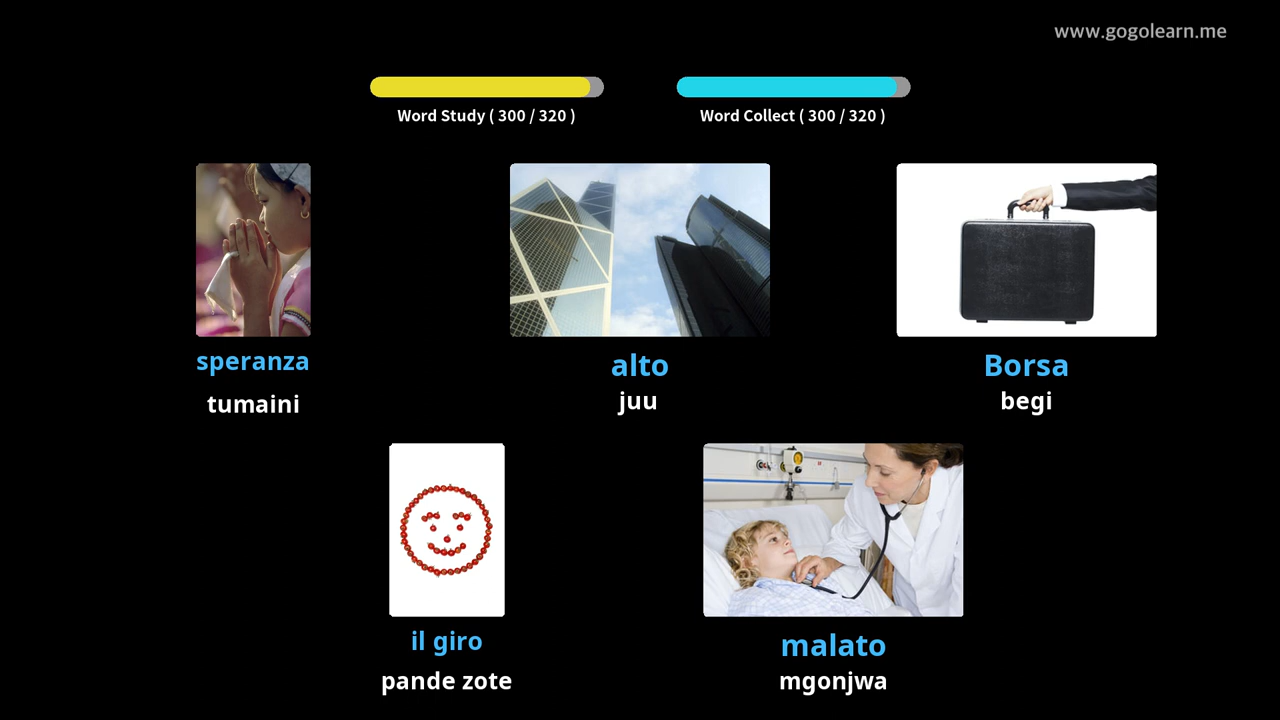 www.gogolearn.me
Word Study ( 300 / 320 )
Word Collect ( 300 / 320 )
speranza
tumaini
alto
juu
Borsa
begi
il giro
pande zote
malato
mgonjwa